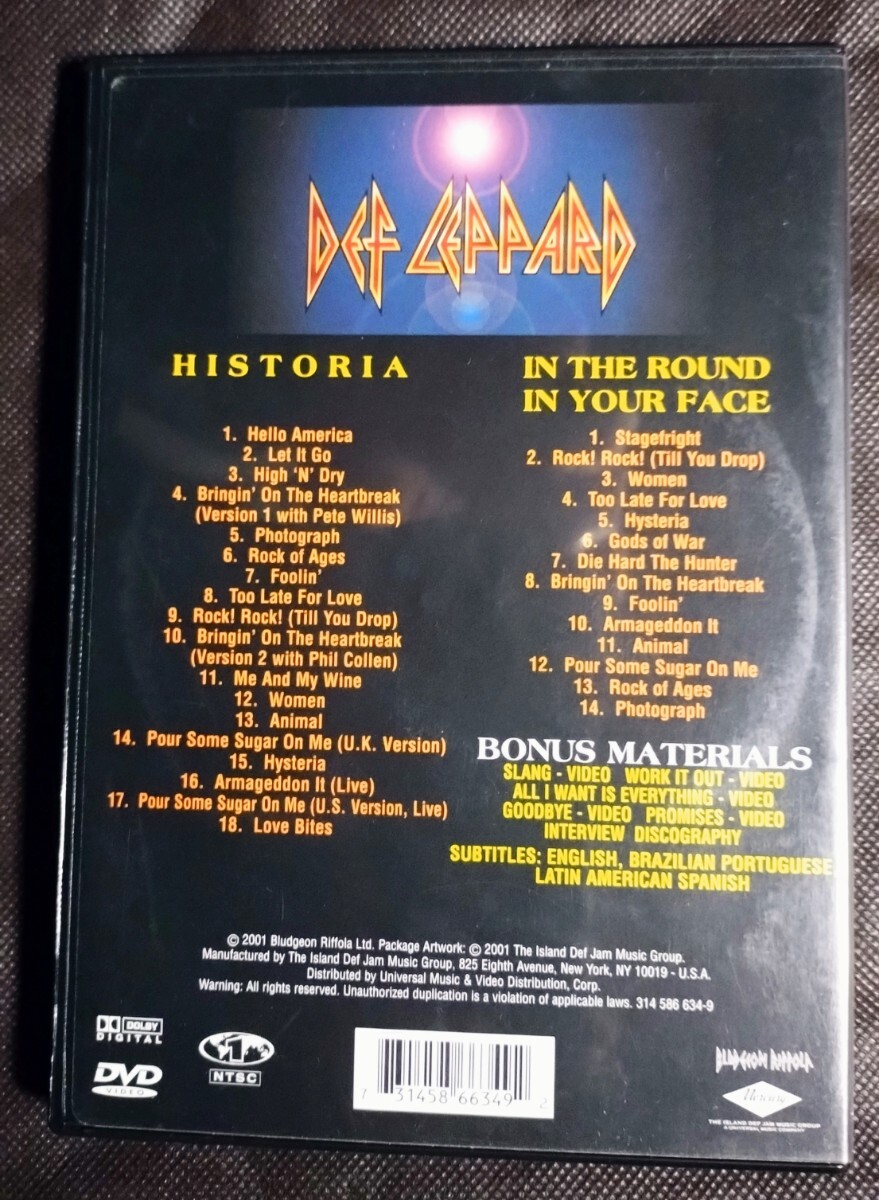 DEF LEPPARD
HISTORIA
1. Hello America
2. Let It Go
3. High 'N' Dry
4. Bringin' On The Heartbreak
(Version 1 with Pete Willis)
5. Photograph
6. Rock of Ages
7. Foolin'
8. Too Late For Love
9. Rock! Rock! (Till You Drop)
10. Bringin' On The Heartbreak
(Version 2 with Phil Collen)
11. Me And My Wine
12. Women
13. Animal
14. Pour Some Sugar On Me (U.K. Version)
15. Hysteria
16. Armageddon It (Live)
17. Pour Some Sugar On Me (U.S. Version, Live)
18. Love Bites
IN THE ROUND
IN YOUR FACE
1. Stagefright
2. Rock! Rock! (Till You Drop)
3. Women
4. Too Late For Love
5. Hysteria
6. Gods of War
7. Die Hard The Hunter
8. Bringin' On The Heartbreak
9. Foolin'
10. Armageddon It
11. Animal
12. Pour Some Sugar On Me
13. Rock of Ages
14. Photograph
BONUS MATERIALS
SLANG - VIDEO WORK IT OUT - VIDEO
ALL I WANT IS EVERYTHING - VIDEO
GOODBYE - VIDEO PROMISES - VIDEO
INTERVIEW DISCOGRAPHY
SUBTITLES: ENGLISH, BRAZILIAN PORTUGUESE
LATIN AMERICAN SPANISH
© 2001 Bludgeon Riffola Ltd. Package Artwork: © 2001 The Island Def Jam Music Group.
Manufactured by The Island Def Jam Music Group, 825 Eighth Avenue, New York, NY 10019 - U.S.A.
Distributed by Universal Music & Video Distribution, Corp.
Warning: All rights reserved. Unauthorized duplication is a violation of applicable laws. 314 586 634-9
DOLBY
DIGITAL
DVD
VIDEO
1
NTSC
7 31458 66349 2
BLUDGEON RIFFOLA
Mercury
THE ISLAND DEF JAM MUSIC GROUP
A UNIVERSAL MUSIC COMPANY